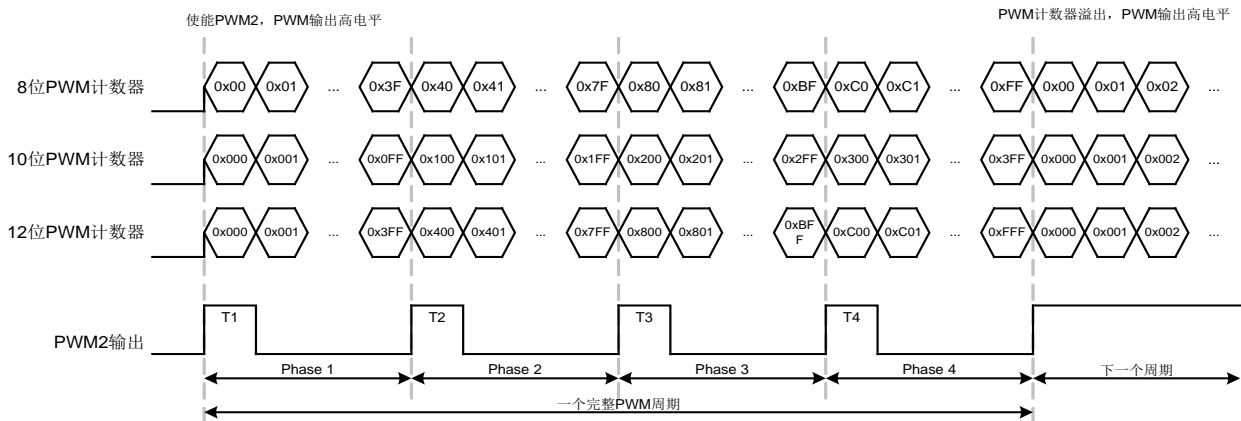 使能PWM2，PWM输出高电平
PWM计数器溢出，PWM输出高电平
8位PWM计数器 0x00 0x01 ... 0x3F 0x40 0x41 ... 0x7F 0x80 0x81 ... 0xBF 0xC0 0xC1 ... 0xFF 0x00 0x01 0x02 ...
10位PWM计数器 0x000 0x001 ... 0x0FF 0x100 0x101 ... 0x1FF 0x200 0x201 ... 0x2FF 0x300 0x301 ... 0x3FF 0x000 0x001 0x002 ...
12位PWM计数器 0x000 0x001 ... 0x3FF 0x400 0x401 ... 0x7FF 0x800 0x801 ... 0xBF
F 0xC00 0xC01 ... 0xFFF 0x000 0x001 0x002 ...
T1 T2 T3 T4
PWM2输出
Phase 1 Phase 2 Phase 3 Phase 4 下一个周期
一个完整PWM周期